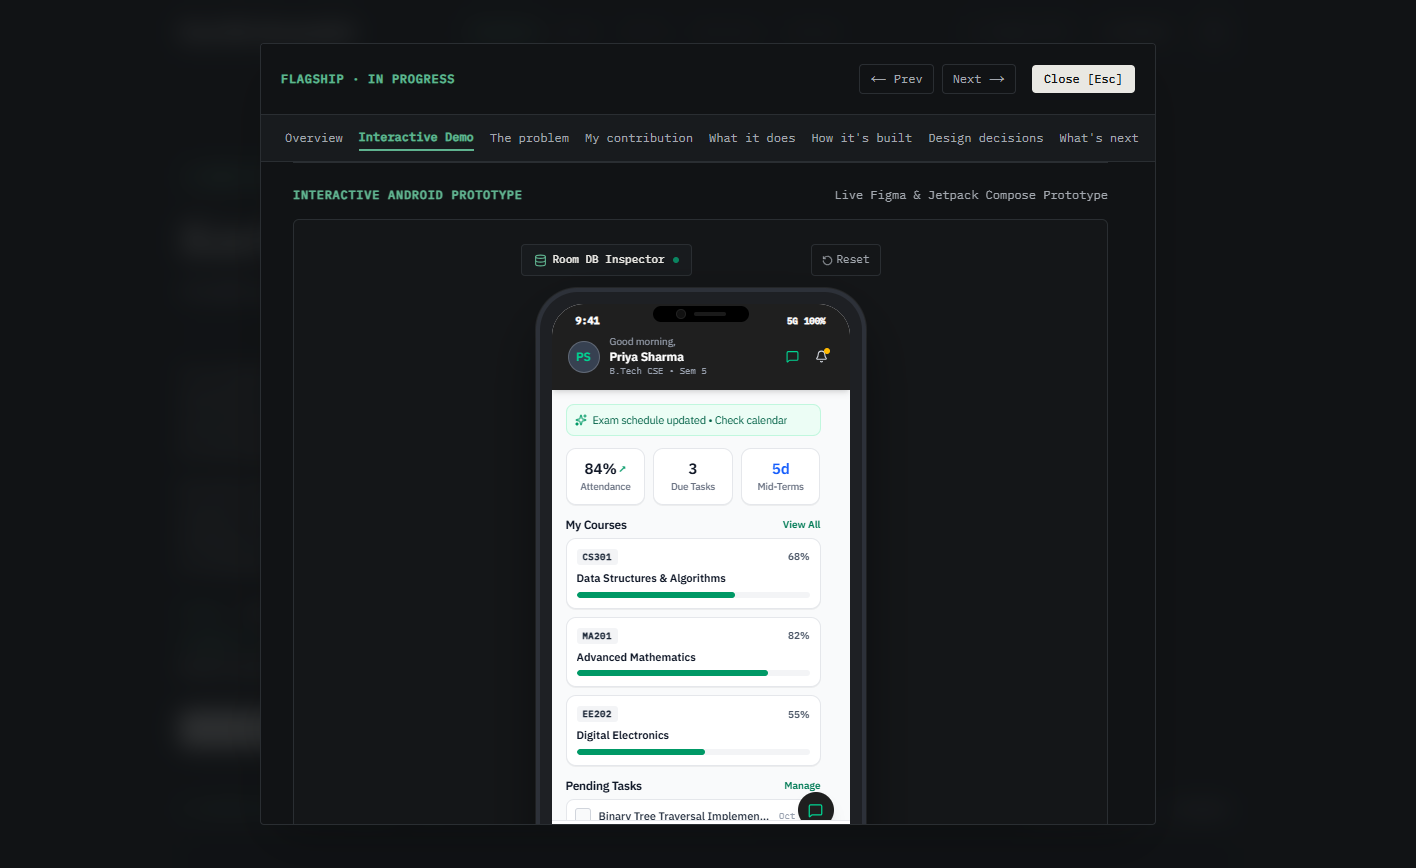 FLAGSHIP · IN PROGRESS
← Prev
Next →
Close [Esc]
Overview
Interactive Demo
The problem
My contribution
What it does
How it's built
Design decisions
What's next
INTERACTIVE ANDROID PROTOTYPE
Live Figma & Jetpack Compose Prototype
Room DB Inspector
Reset
9:41
5G 100%
PS
Good morning,
Priya Sharma
B.Tech CSE • Sem 5
Exam schedule updated • Check calendar
84% ↗
Attendance
3
Due Tasks
5d
Mid-Terms
My Courses
View All
CS301
68%
Data Structures & Algorithms
MA201
82%
Advanced Mathematics
EE202
55%
Digital Electronics
Pending Tasks
Manage
Binary Tree Traversal Implemen...
Oct